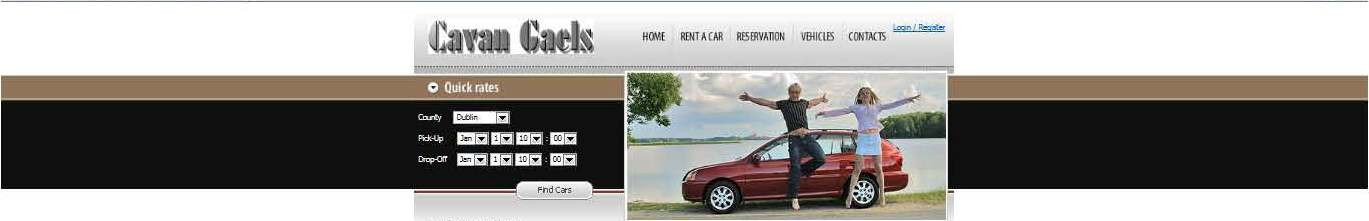 Cavan Gaels
HOME RENT A CAR RESERVATION VEHICLES CONTACTS
Login / Register
Quick rates
County Dublin
Pick-Up Jan 1 10 : 00
Drop-Off Jan 1 10 : 00
Find Cars